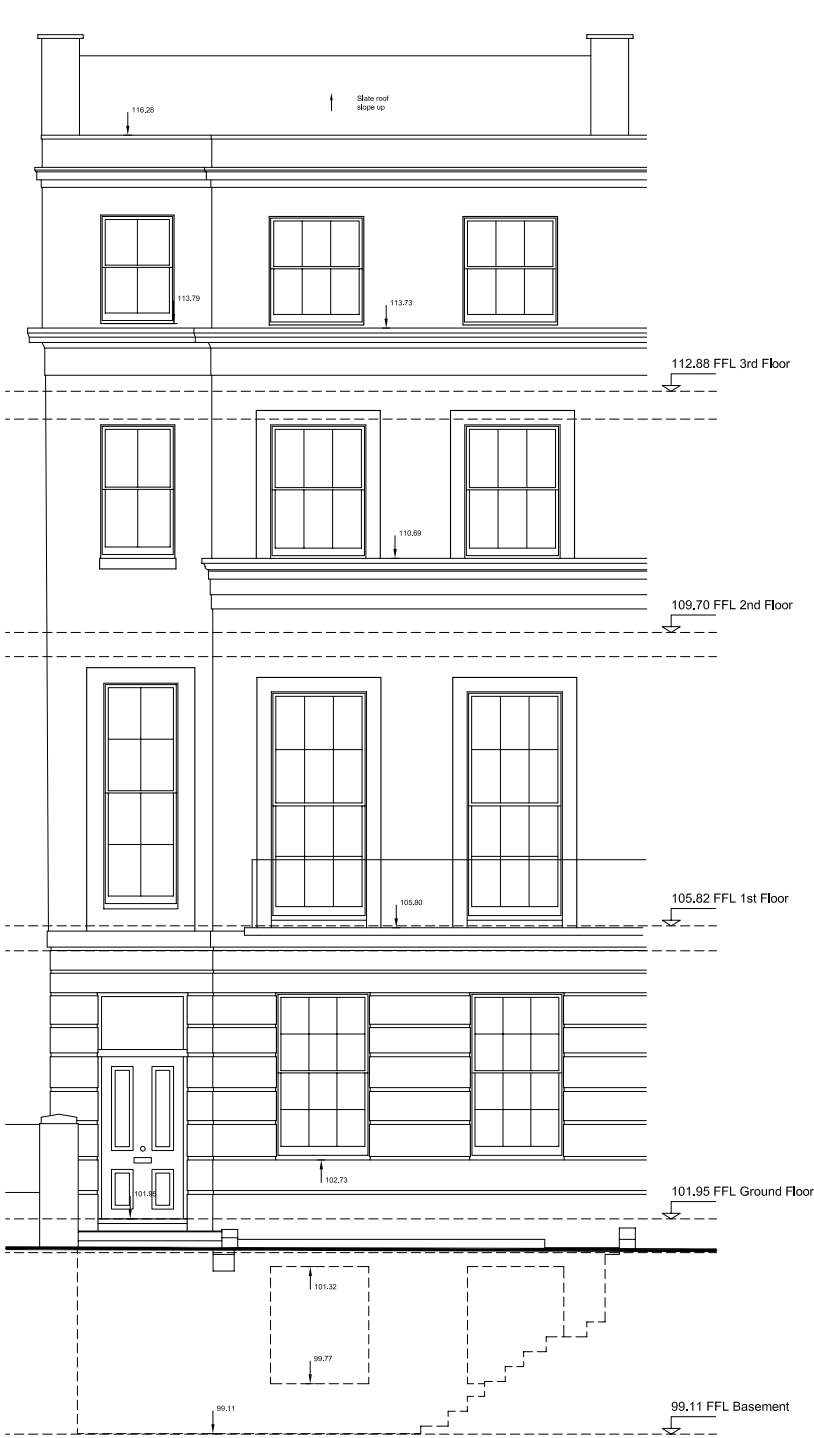 Slate roof
slope up
116.28
113.79
113.73
112.88 FFL 3rd Floor
110.69
109.70 FFL 2nd Floor
105.82 FFL 1st Floor
105.80
102.73
101.95 FFL Ground Floor
101.95
101.32
99.77
99.11
99.11 FFL Basement